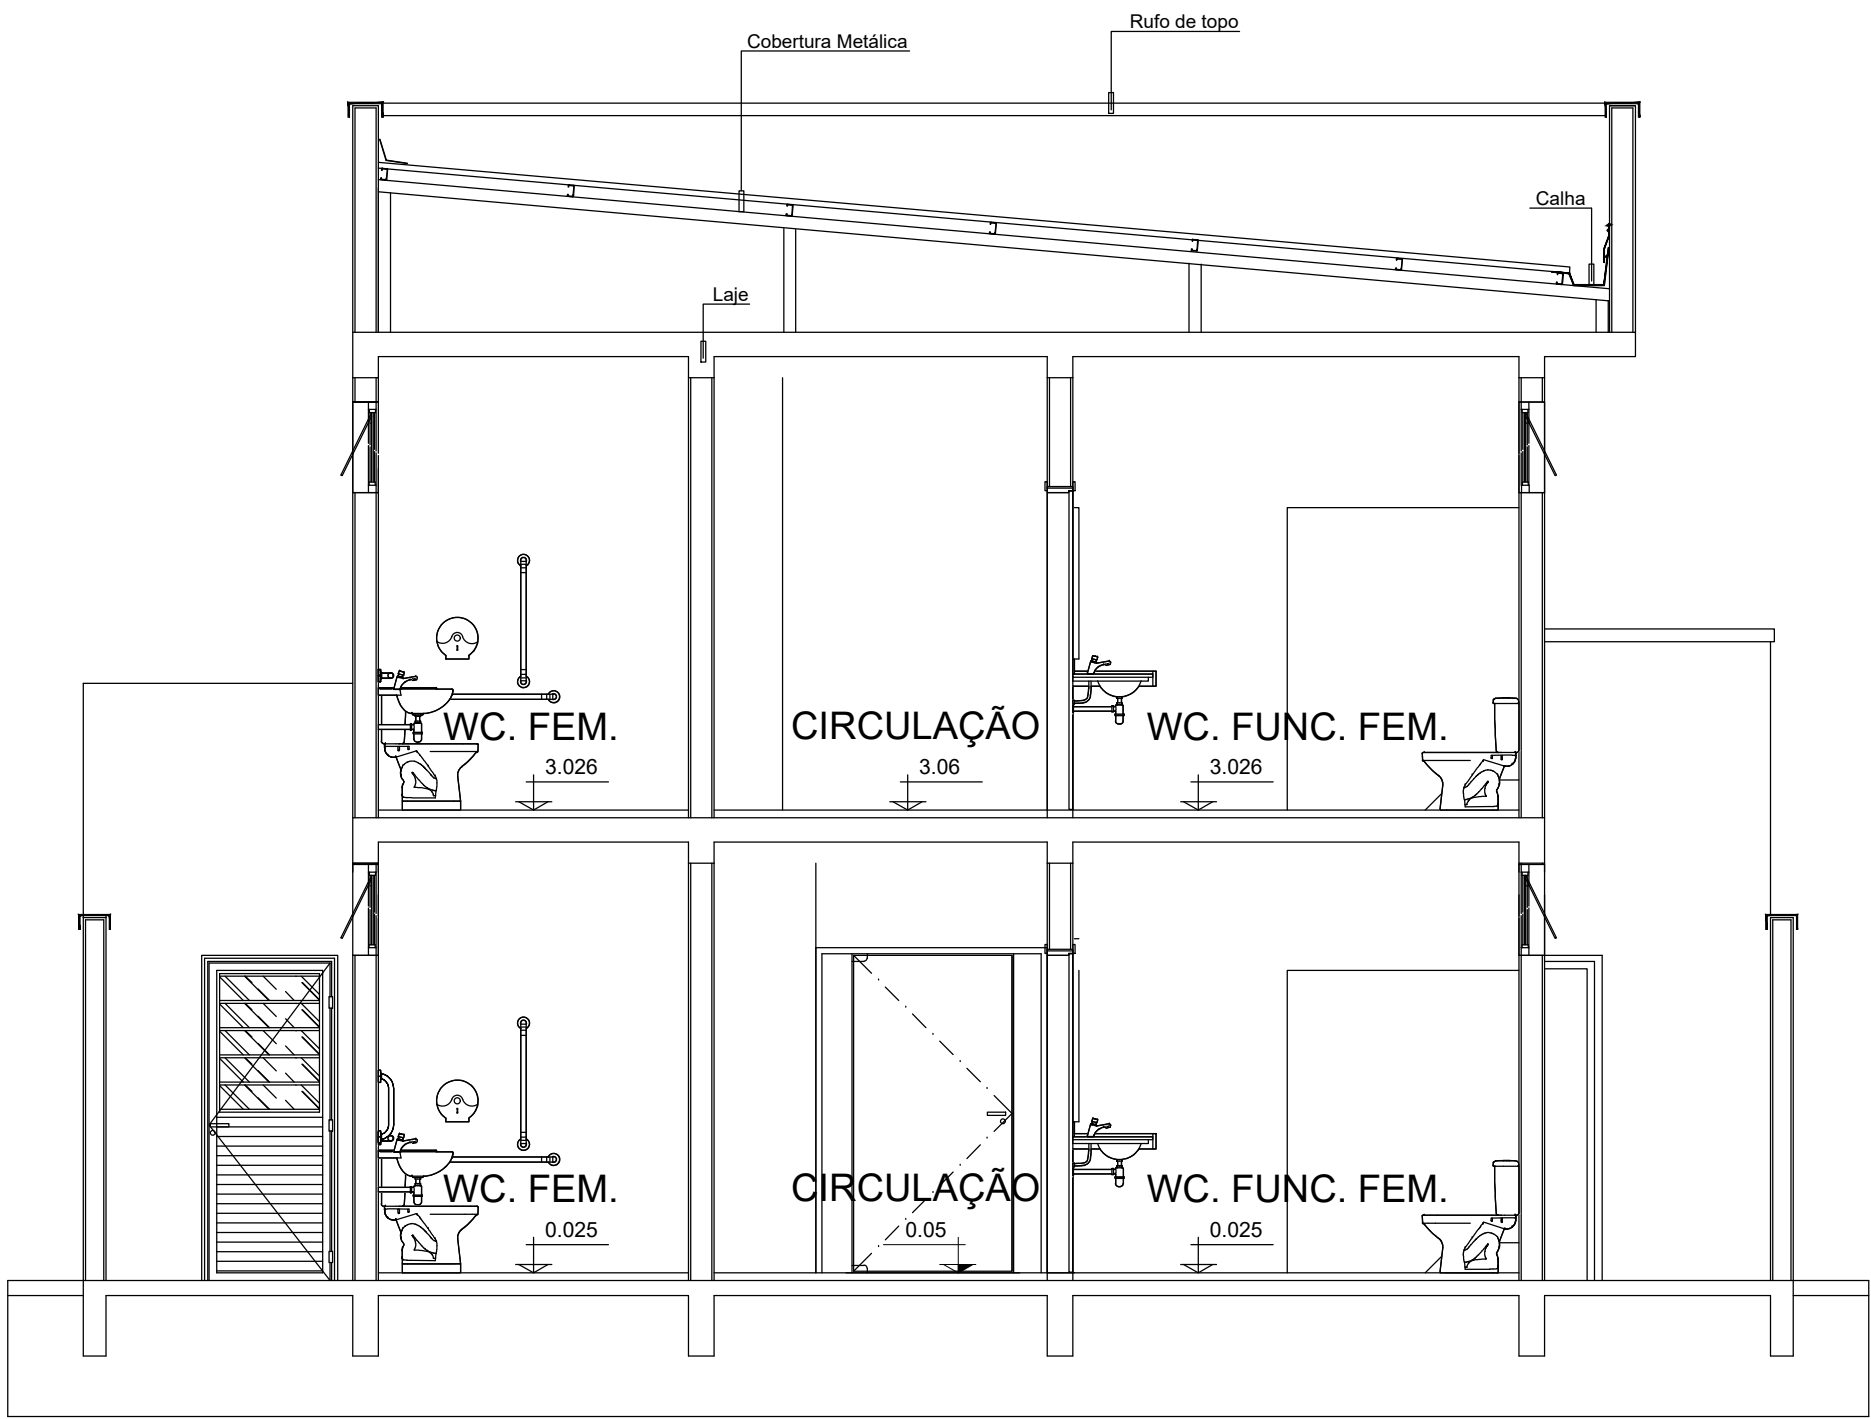 Rufo de topo
Cobertura Metálica
Calha
Laje
WC. FEM.
CIRCULAÇÃO
WC. FUNC. FEM.
3.026
3.06
3.026
WC. FEM.
CIRCULAÇÃO
WC. FUNC. FEM.
0.025
0.05
0.025